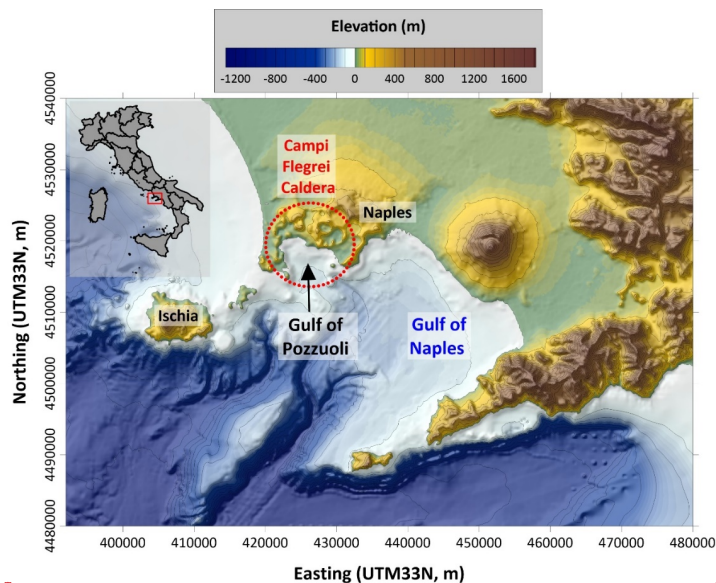 Elevation (m)
-1200 -800 -400 0 400 800 1200 1600
4540000
4530000
4520000
4510000
4500000
4490000
4480000
Northing (UTM33N, m)
Campi
Flegrei
Caldera
Naples
Ischia
Gulf of
Pozzuoli
Gulf of
Naples
400000 410000 420000 430000 440000 450000 460000 470000 480000
Easting (UTM33N, m)